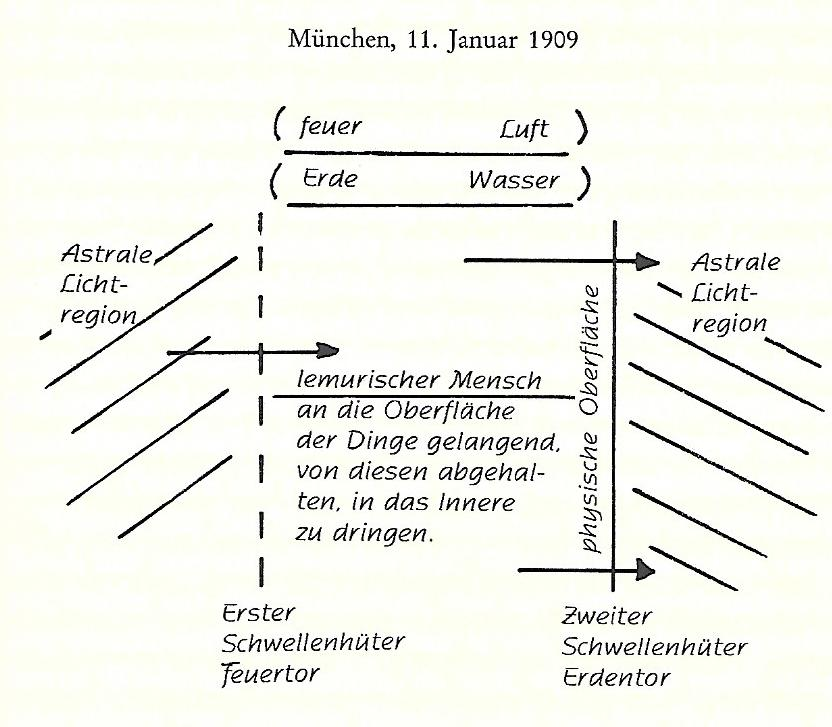 München, 11. Januar 1909
( feuer Luft )
( Erde Wasser )
Astrale
Licht-
region
Astrale
Licht-
region
lemurischer Mensch
an die Oberfläche
der Dinge gelangend,
von diesen abgehal-
ten, in das Innere
zu dringen.
physische Oberfläche
Erster
Schwellenhüter
feuertor
Zweiter
Schwellenhüter
Erdentor